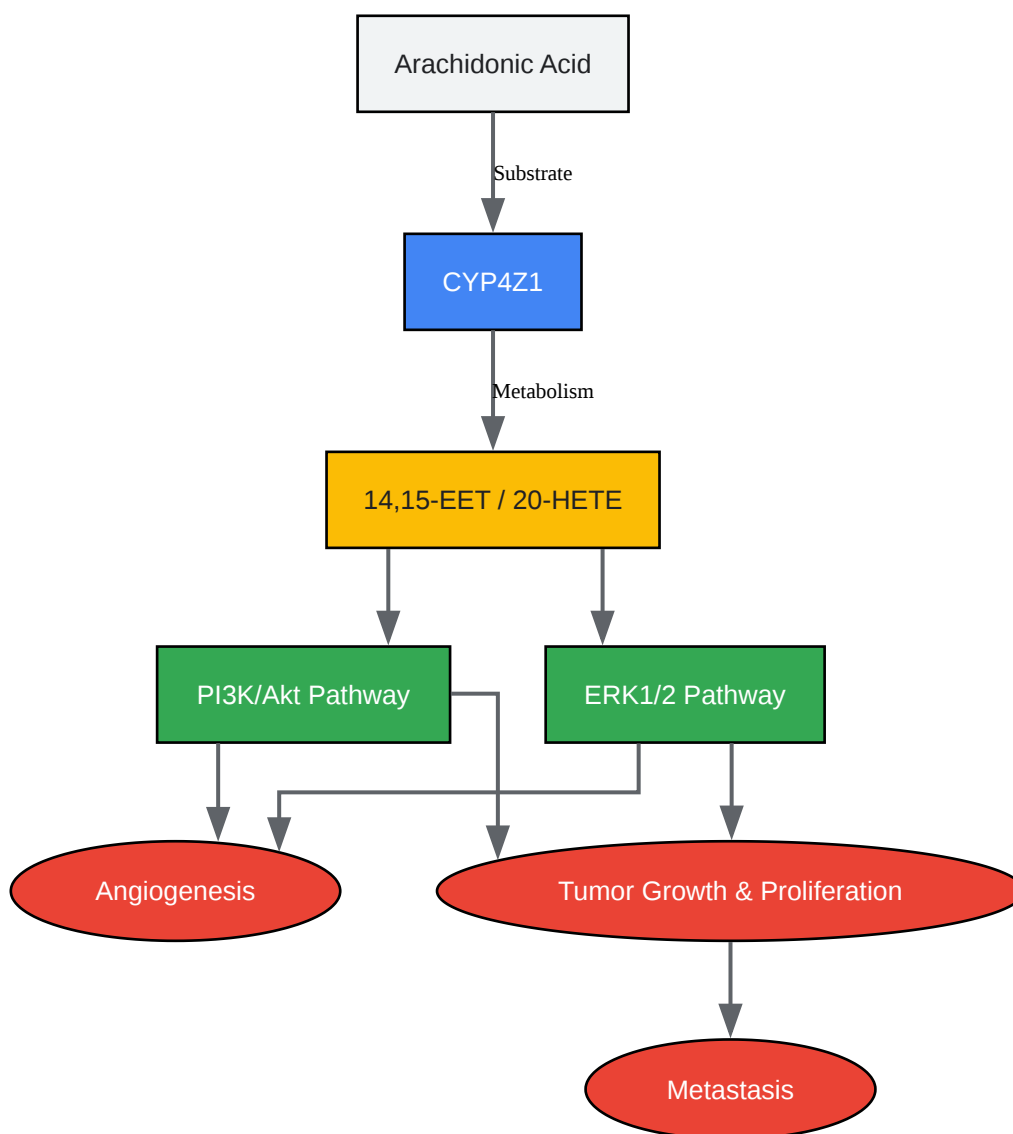 Arachidonic Acid
Substrate
CYP4Z1
Metabolism
14,15-EET / 20-HETE
PI3K/Akt Pathway
ERK1/2 Pathway
Angiogenesis
Tumor Growth & Proliferation
Metastasis